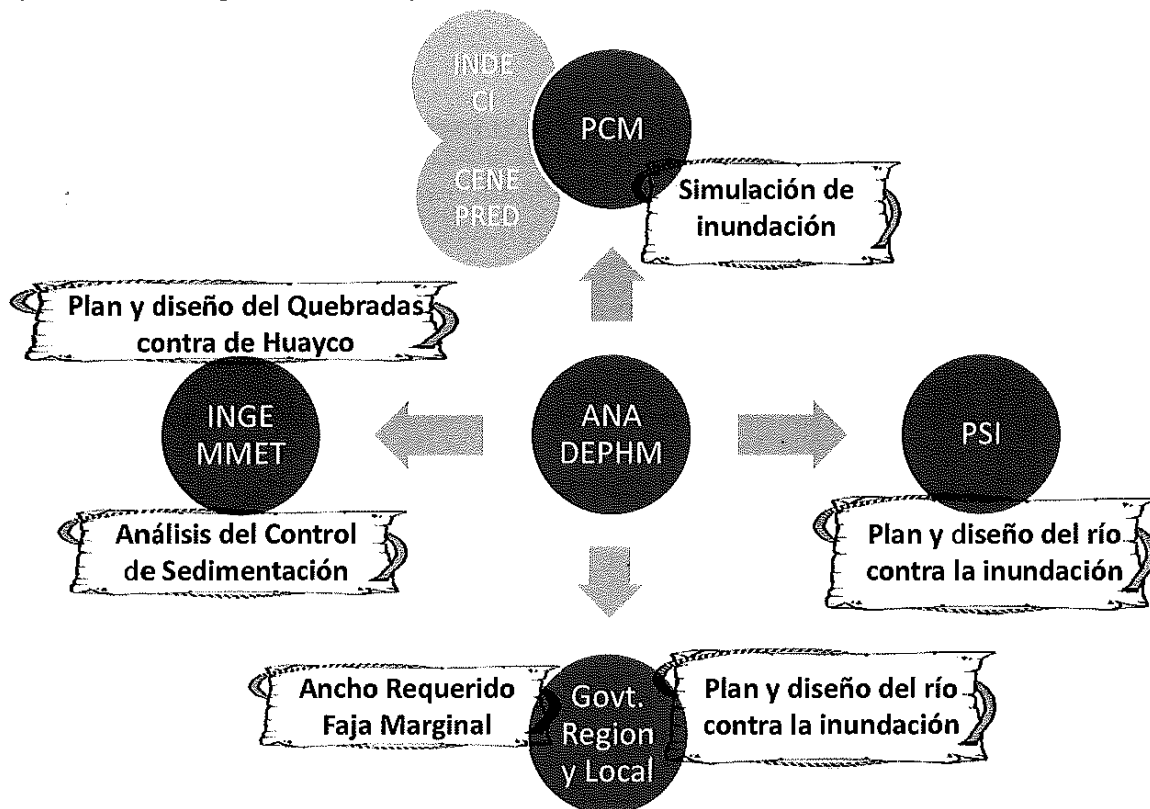 INDE
CI
PCM
CENE
PRED
Simulación de
inundación
Plan y diseño del Quebradas
contra de Huayco
INGE
MMET
ANA
DEPHM
PSI
Análisis del Control
de Sedimentación
Plan y diseño del río
contra la inundación
Ancho Requerido
Faja Marginal
Govt.
Region
y Local
Plan y diseño del río
contra la inundación